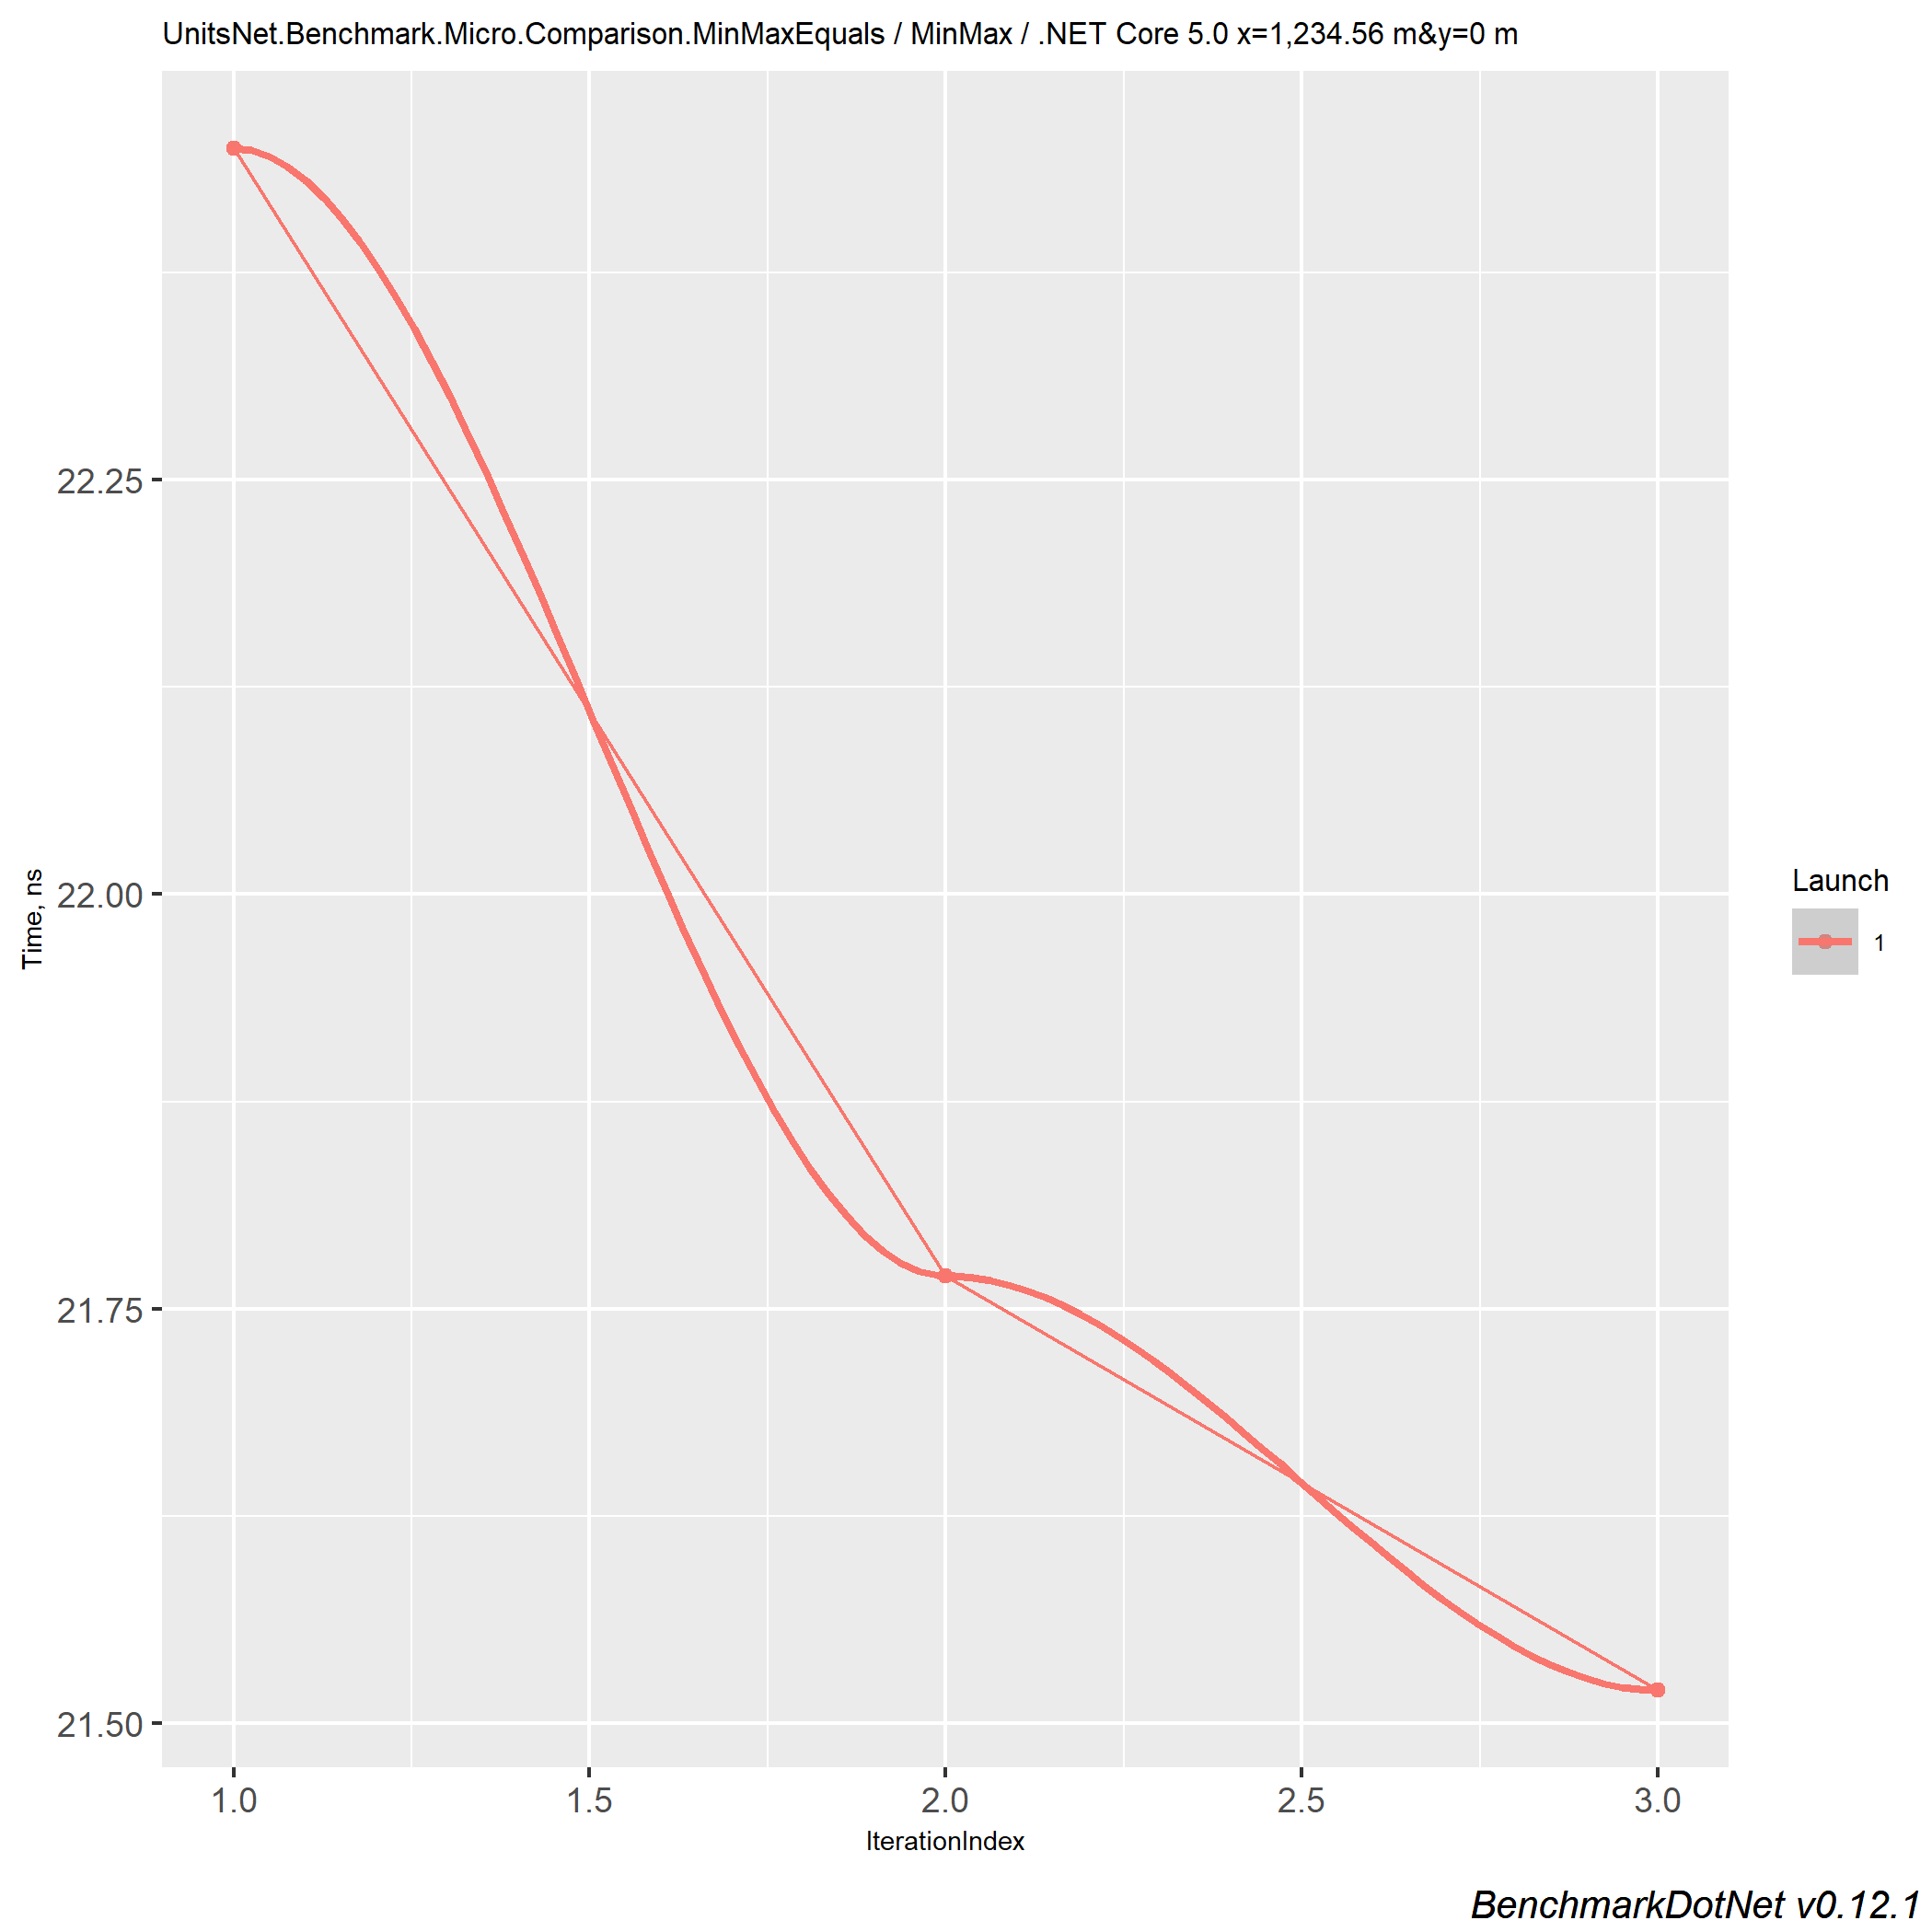 UnitsNet.Benchmark.Micro.Comparison.MinMaxEquals / MinMax / .NET Core 5.0 x=1,234.56 m&y=0 m
22.25
22.00
21.75
21.50
Time, ns
1.0 1.5 2.0 2.5 3.0
IterationIndex
Launch
1
BenchmarkDotNet v0.12.1